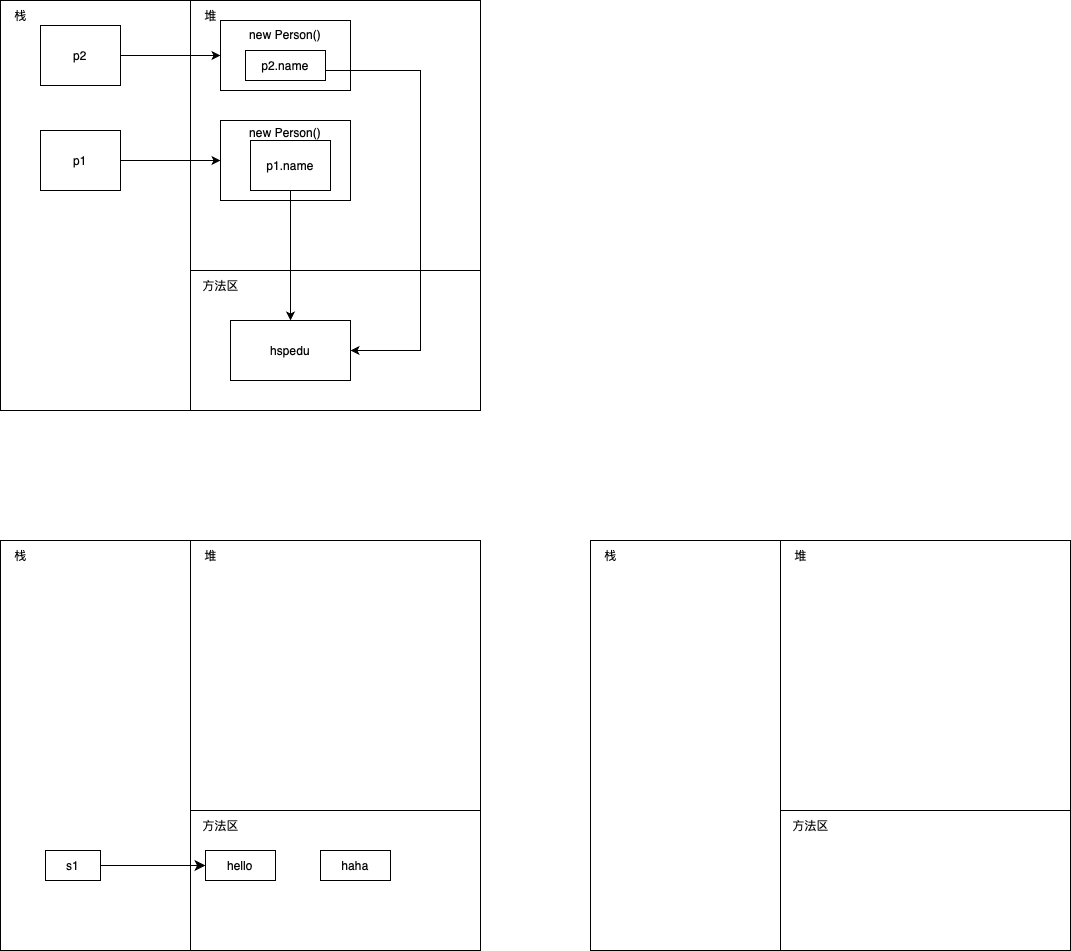 栈
堆
p2
new Person()
p2.name
p1
new Person()
p1.name
方法区
hspedu
栈
堆
方法区
s1
hello
haha
栈
堆
方法区